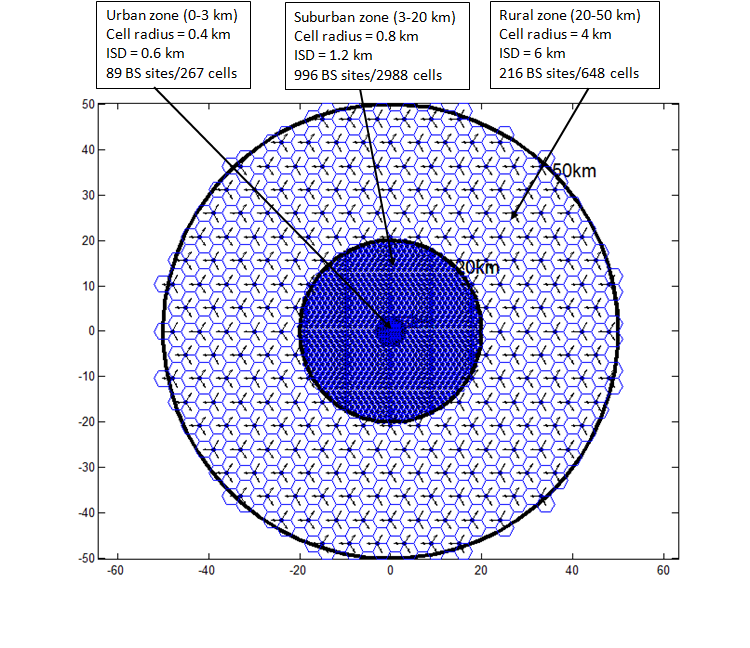 Urban zone (0-3 km)
Cell radius = 0.4 km
ISD = 0.6 km
89 BS sites/267 cells
Suburban zone (3-20 km)
Cell radius = 0.8 km
ISD = 1.2 km
996 BS sites/2988 cells
Rural zone (20-50 km)
Cell radius = 4 km
ISD = 6 km
216 BS sites/648 cells
50
40
30
20
10
0
-10
-20
-30
-40
-50
50km
20km
-60
-40
-20
0
20
40
60